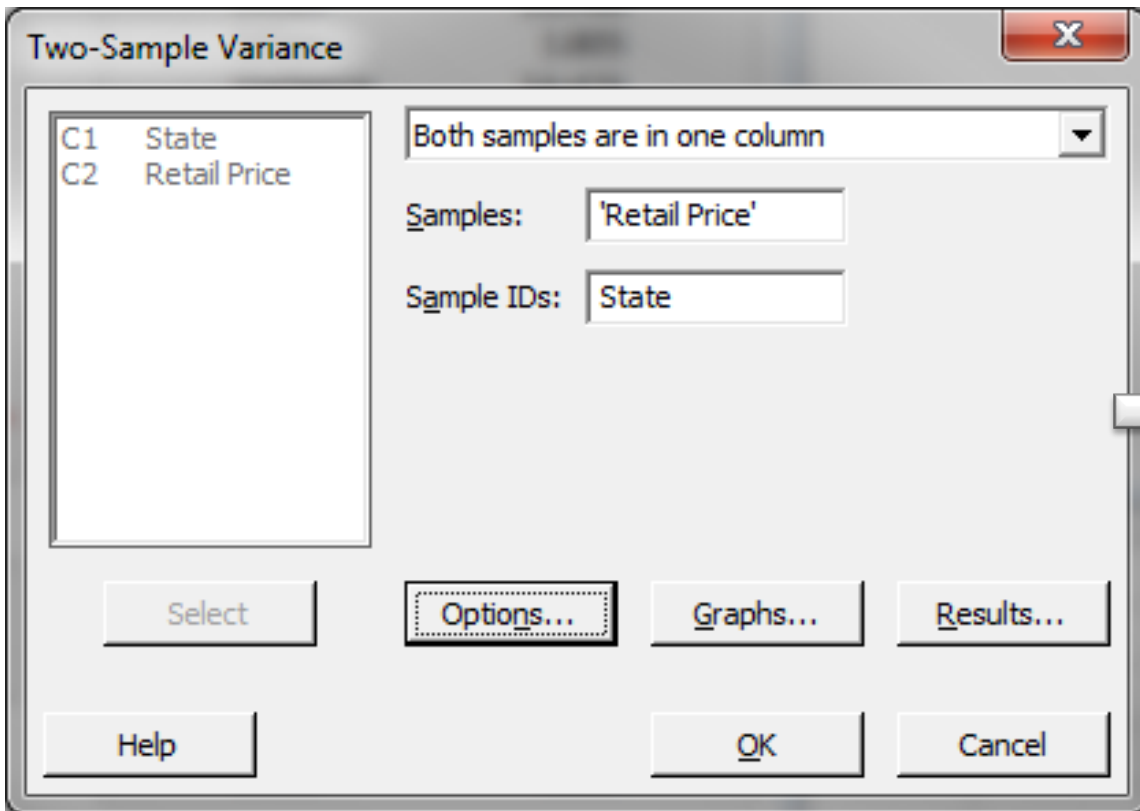 Two-Sample Variance
C1 State
C2 Retail Price
Both samples are in one column
Samples: 'Retail Price'
Sample IDs: State
Select
Options...
Graphs...
Results...
Help
OK
Cancel